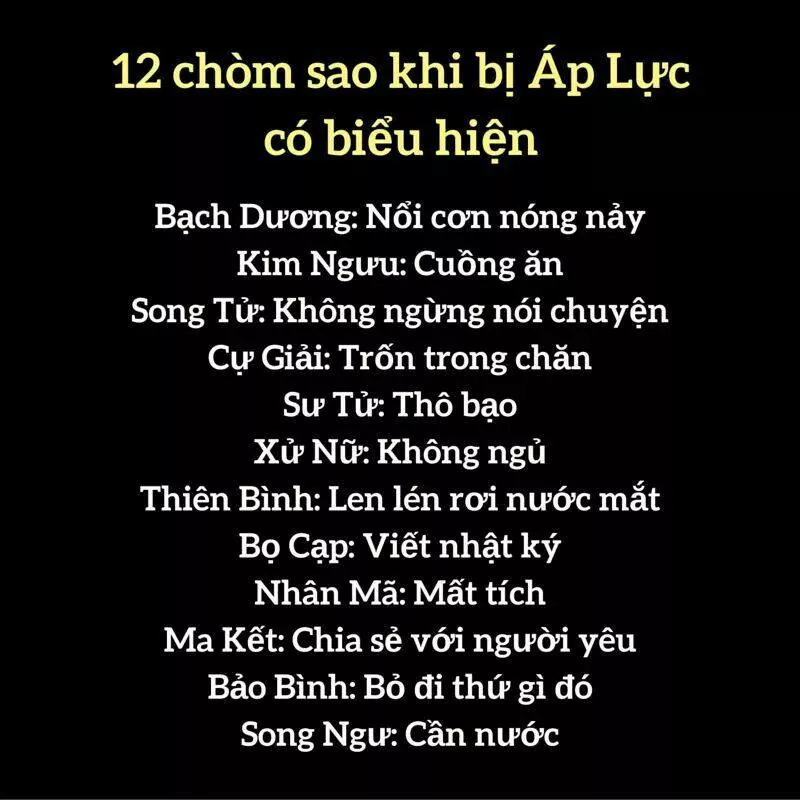 12 chòm sao khi bị Áp Lực
có biểu hiện
Bạch Dương: Nổi cơn nóng nảy
Kim Ngưu: Cuồng ăn
Song Tử: Không ngừng nói chuyện
Cự Giải: Trốn trong chăn
Sư Tử: Thô bạo
Xử Nữ: Không ngủ
Thiên Bình: Len lén rơi nước mắt
Bọ Cạp: Viết nhật ký
Nhân Mã: Mất tích
Ma Kết: Chia sẻ với người yêu
Bảo Bình: Bỏ đi thứ gì đó
Song Ngư: Cần nước